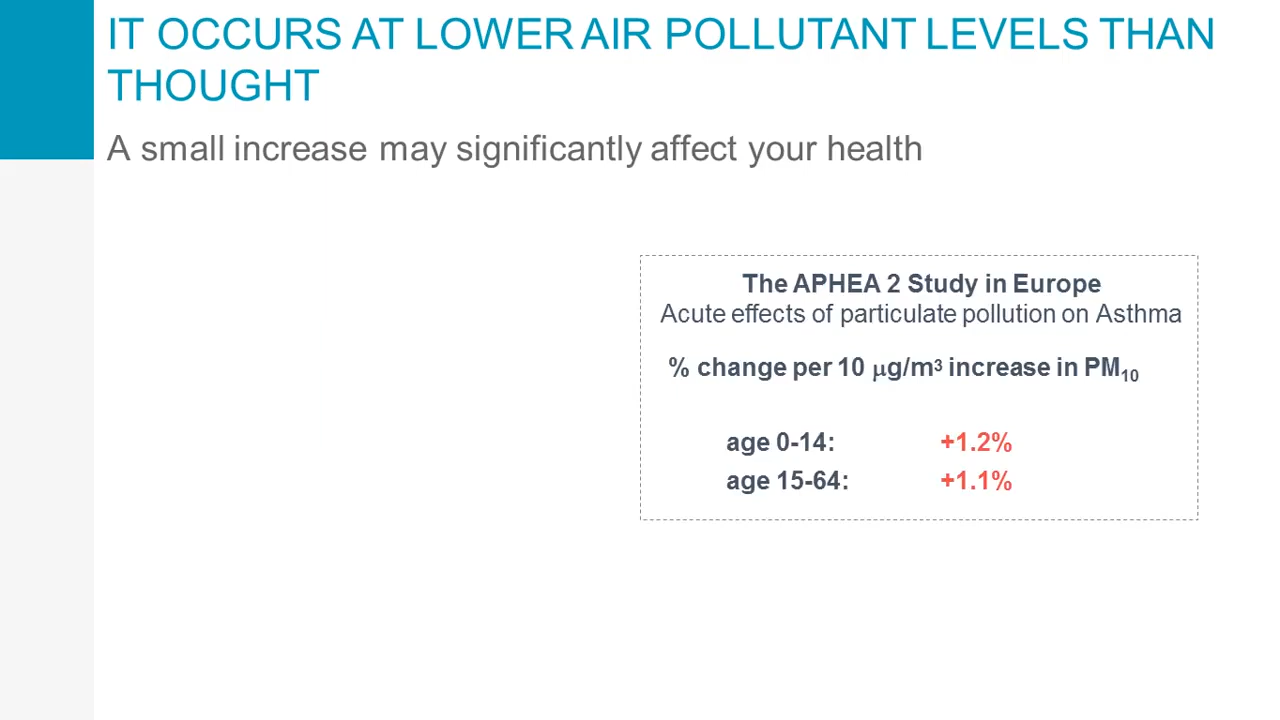 IT OCCURS AT LOWER AIR POLLUTANT LEVELS THAN
THOUGHT
A small increase may significantly affect your health
The APHEA 2 Study in Europe
Acute effects of particulate pollution on Asthma
% change per 10 μg/m³ increase in PM₁₀
age 0-14: +1.2%
age 15-64: +1.1%